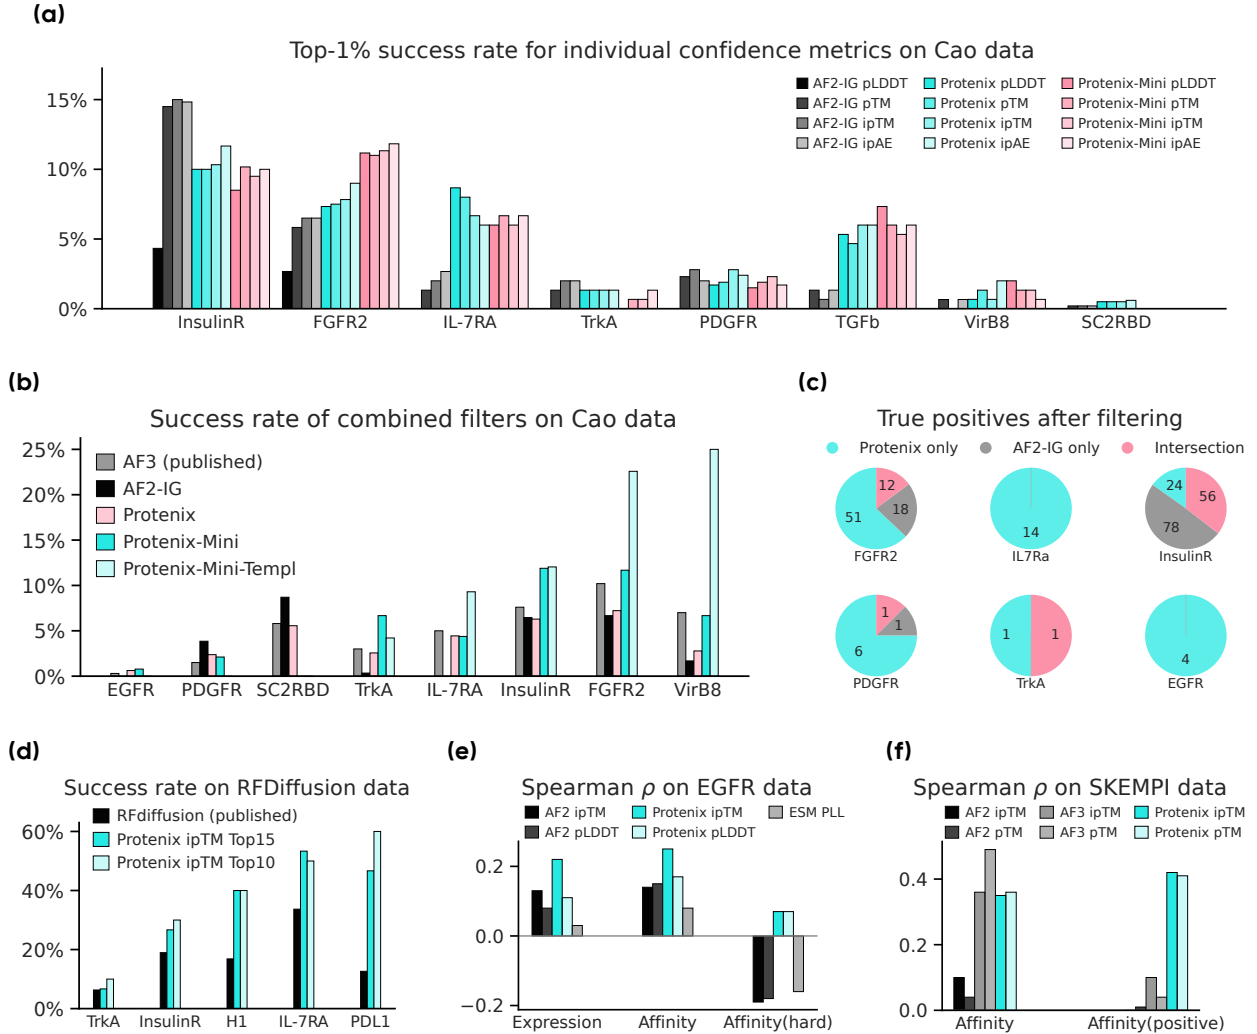 (a)
Top-1% success rate for individual confidence metrics on Cao data
AF2-IG pLDDT
AF2-IG pTM
AF2-IG ipTM
AF2-IG ipAE
Protenix pLDDT
Protenix pTM
Protenix ipTM
Protenix ipAE
Protenix-Mini pLDDT
Protenix-Mini pTM
Protenix-Mini ipTM
Protenix-Mini ipAE
15%
10%
5%
0%
InsulinR
FGFR2
IL-7RA
TrkA
PDGFR
TGFb
VirB8
SC2RBD
(b)
Success rate of combined filters on Cao data
AF3 (published)
AF2-IG
Protenix
Protenix-Mini
Protenix-Mini-Templ
25%
20%
15%
10%
5%
0%
EGFR
PDGFR
SC2RBD
TrkA
IL-7RA
InsulinR
FGFR2
VirB8
(c)
True positives after filtering
Protenix only
AF2-IG only
Intersection
12
18
51
FGFR2
14
IL7Ra
24
56
78
InsulinR
1
1
6
PDGFR
1
1
TrkA
4
EGFR
(d)
Success rate on RFDiffusion data
RFdiffusion (published)
Protenix ipTM Top15
Protenix ipTM Top10
60%
40%
20%
0%
TrkA
InsulinR
H1
IL-7RA
PDL1
(e)
Spearman ρ on EGFR data
AF2 ipTM
AF2 pLDDT
Protenix ipTM
Protenix pLDDT
ESM PLL
0.2
0.0
−0.2
Expression
Affinity
Affinity(hard)
(f)
Spearman ρ on SKEMPI data
AF2 ipTM
AF2 pTM
AF3 ipTM
AF3 pTM
Protenix ipTM
Protenix pTM
0.4
0.2
0.0
Affinity
Affinity(positive)